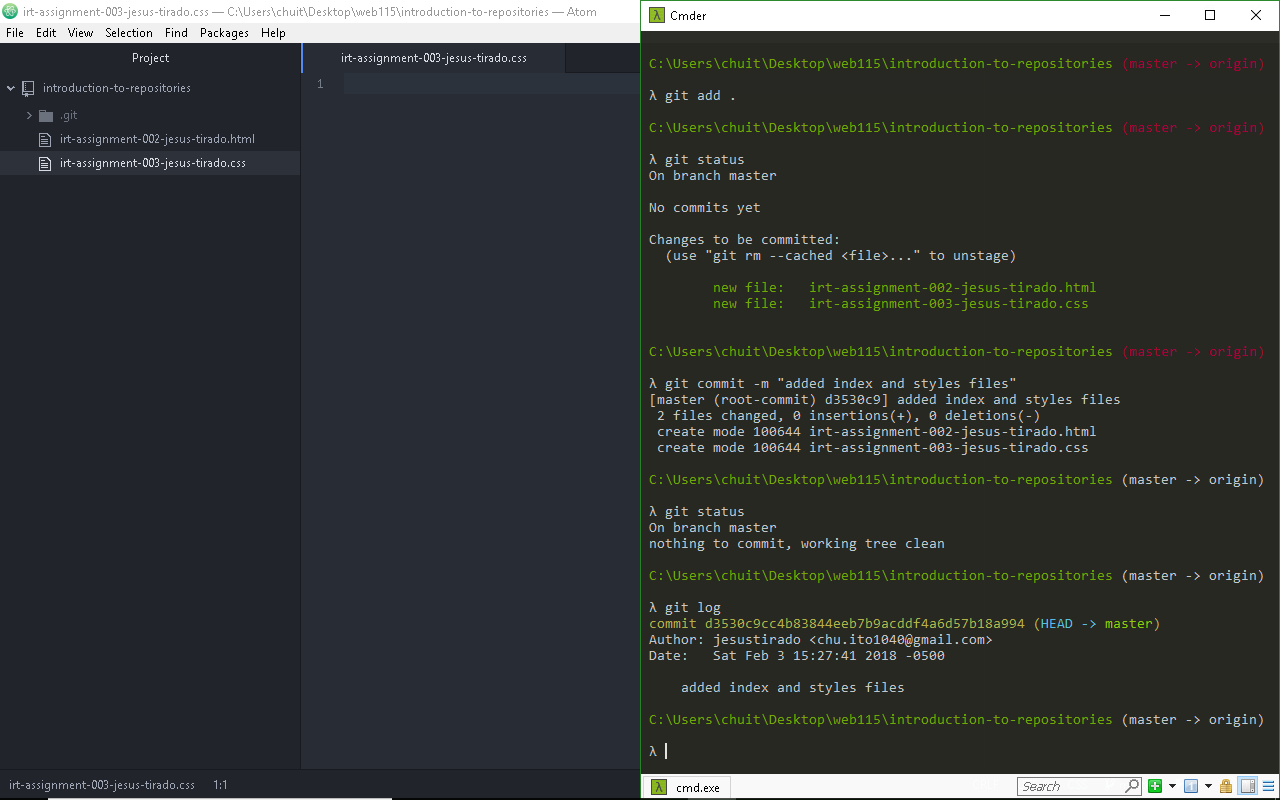 irt-assignment-003-jesus-tirado.css — C:\Users\chuit\Desktop\web115\introduction-to-repositories — Atom
File Edit View Selection Find Packages Help
Project
introduction-to-repositories
.git
irt-assignment-002-jesus-tirado.html
irt-assignment-003-jesus-tirado.css
irt-assignment-003-jesus-tirado.css
1
irt-assignment-003-jesus-tirado.css 1:1
Cmder
C:\Users\chuit\Desktop\web115\introduction-to-repositories (master -> origin)
λ git add .
C:\Users\chuit\Desktop\web115\introduction-to-repositories (master -> origin)
λ git status
On branch master
No commits yet
Changes to be committed:
(use "git rm --cached <file>..." to unstage)
new file: irt-assignment-002-jesus-tirado.html
new file: irt-assignment-003-jesus-tirado.css
C:\Users\chuit\Desktop\web115\introduction-to-repositories (master -> origin)
λ git commit -m "added index and styles files"
[master (root-commit) d3530c9] added index and styles files
2 files changed, 0 insertions(+), 0 deletions(-)
create mode 100644 irt-assignment-002-jesus-tirado.html
create mode 100644 irt-assignment-003-jesus-tirado.css
C:\Users\chuit\Desktop\web115\introduction-to-repositories (master -> origin)
λ git status
On branch master
nothing to commit, working tree clean
C:\Users\chuit\Desktop\web115\introduction-to-repositories (master -> origin)
λ git log
commit d3530c9cc4b83844eeb7b9acddf4a6d57b18a994 (HEAD -> master)
Author: jesustirado <chu.ito1040@gmail.com>
Date: Sat Feb 3 15:27:41 2018 -0500
added index and styles files
C:\Users\chuit\Desktop\web115\introduction-to-repositories (master -> origin)
λ
cmd.exe
Search